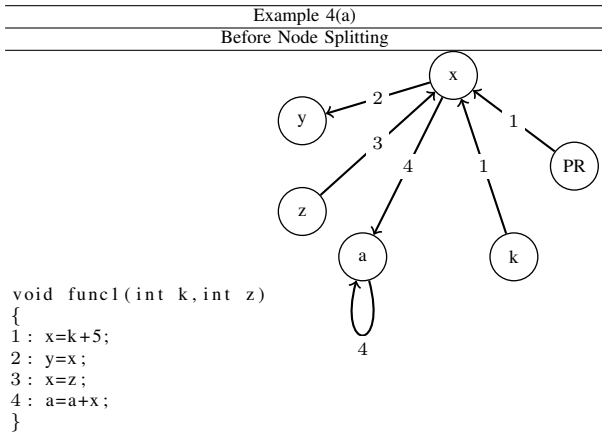 Example 4(a)
Before Node Splitting
x
2
y
1
3
PR
4
1
z
a
k
4
void func1(int k,int z)
{
1: x=k+5;
2: y=x;
3: x=z;
4: a=a+x;
}